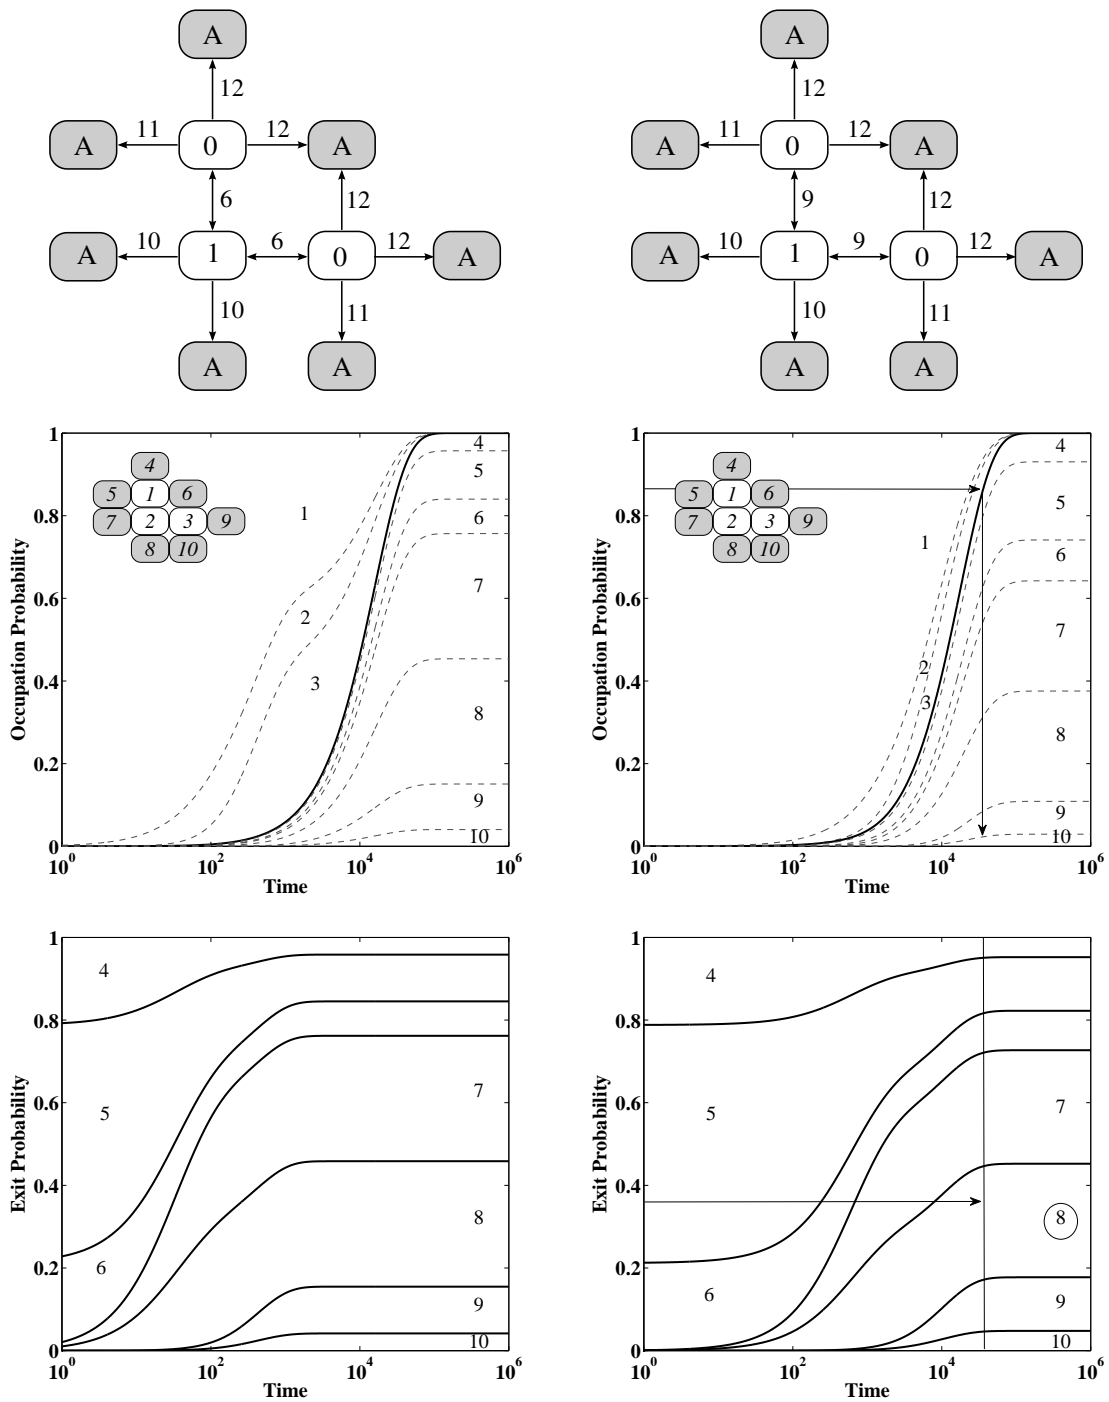 A A
12 12
A 11 0 12 A A 11 0 12 A
6 12 9 12
A 10 1 6 0 12 A A 10 1 9 0 12 A
10 11 10 11
A A A A
1 1
4 4
4 4
5 1 6 5 5 1 6
0.8 7 2 3 9 1 6 0.8 7 2 3 9 5
8 10 8 10 1 6
0.6 2 7 0.6 7
Occupation Probability Occupation Probability
3 2
0.4 8 0.4 3 8
0.2 9 0.2 9
0 10 0 10
10^0 10^2 10^4 10^6 10^0 10^2 10^4 10^6
Time Time
1 1
4 4
0.8 0.8
5 7 5 7
0.6 0.6
Exit Probability Exit Probability
0.4 8 0.4 8
0.2 6 9 0.2 6 9
0 10 0 10
10^0 10^2 10^4 10^6 10^0 10^2 10^4 10^6
Time Time